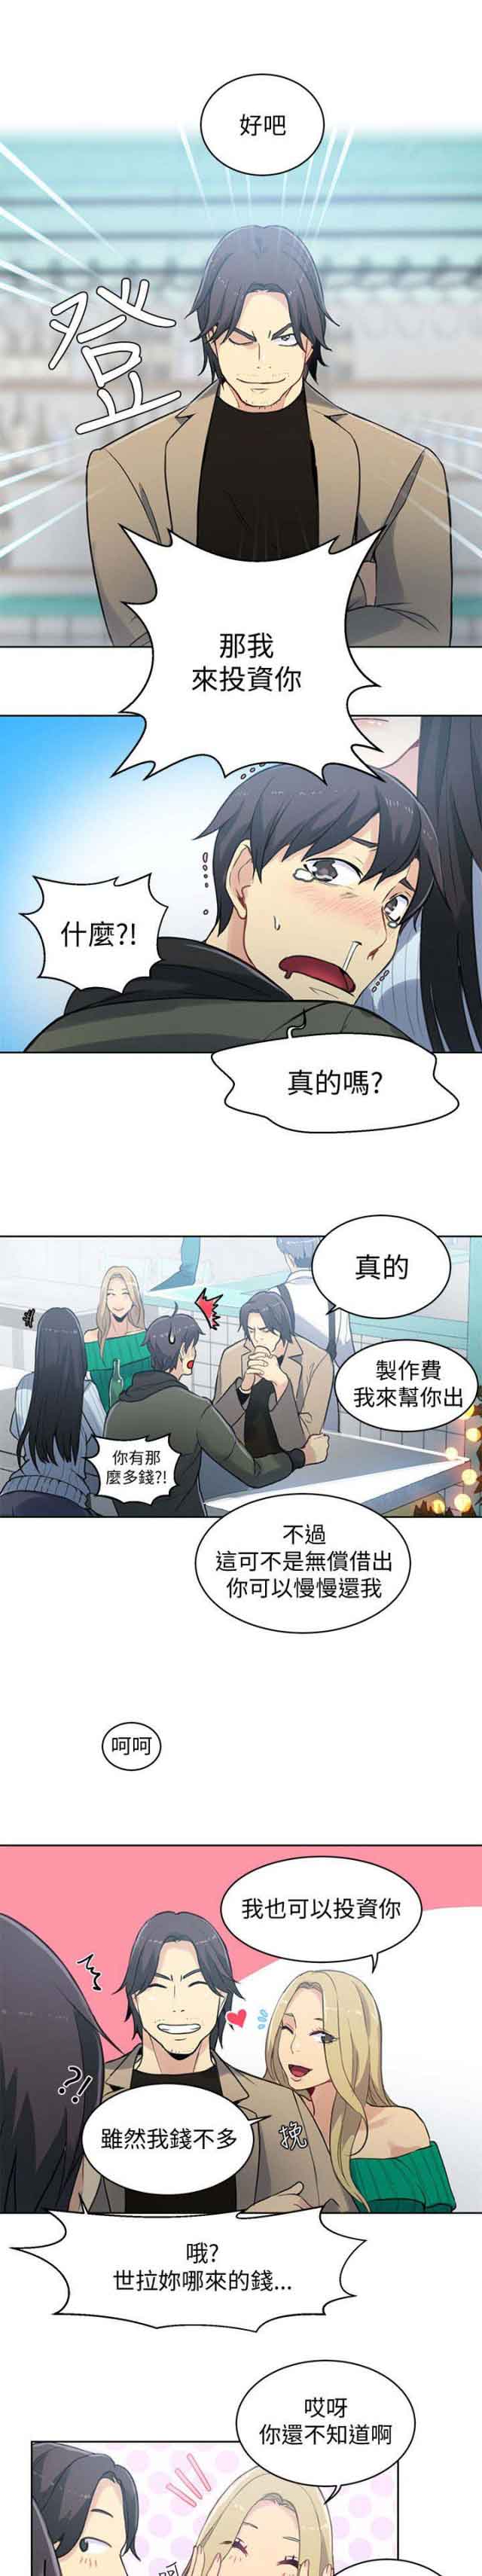 好吧
登
那我
來投資你
什麼?!
真的嗎?
真的
製作費
我來幫你出
你有那
麼多錢?!
不過
這可不是無償借出
你可以慢慢還我
呵呵
我也可以投資你
?!
雖然我錢不多
挽
哦?
世拉妳哪來的錢...
哎呀
你還不知道啊